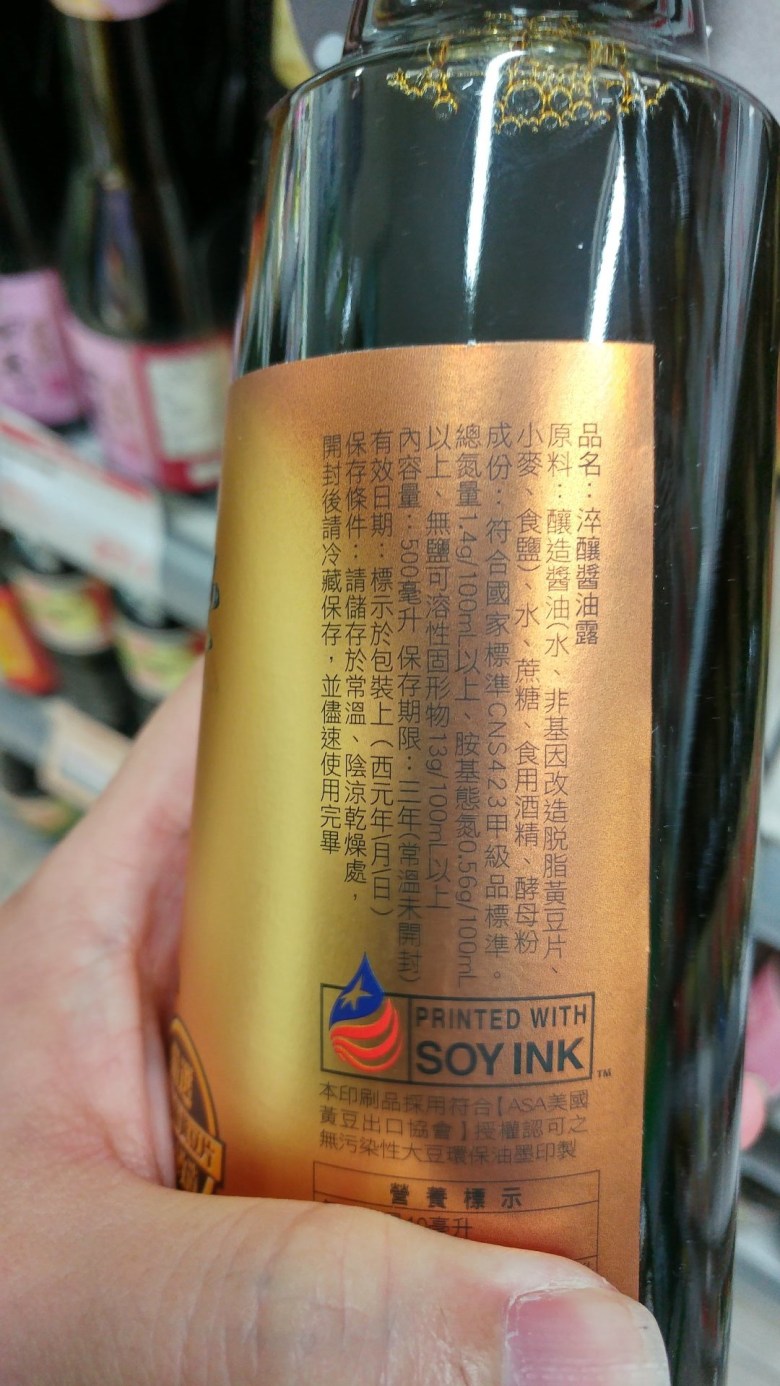 品名：淬釀醬油露
原料：釀造醬油(水、非基因改造脫脂黃豆片、
小麥、食鹽)、水、蔗糖、食用酒精、酵母粉
成份：符合國家標準CNS423甲級品標準。
總氮量1.4g/100mL以上、胺基態氮0.56g/100mL
以上、無鹽可溶性固形物13g/100mL以上
內容量：500毫升 保存期限：三年(常溫未開封)
有效日期：標示於包裝上(西元年/月/日)
保存條件：請儲存於常溫、陰涼乾燥處，
開封後請冷藏保存，並儘速使用完畢
PRINTED WITH
SOY INK™
本印刷品採用符合【ASA美國
黃豆出口協會】授權認可之
無污染性大豆環保油墨印製
營養標示
毫升
豆片